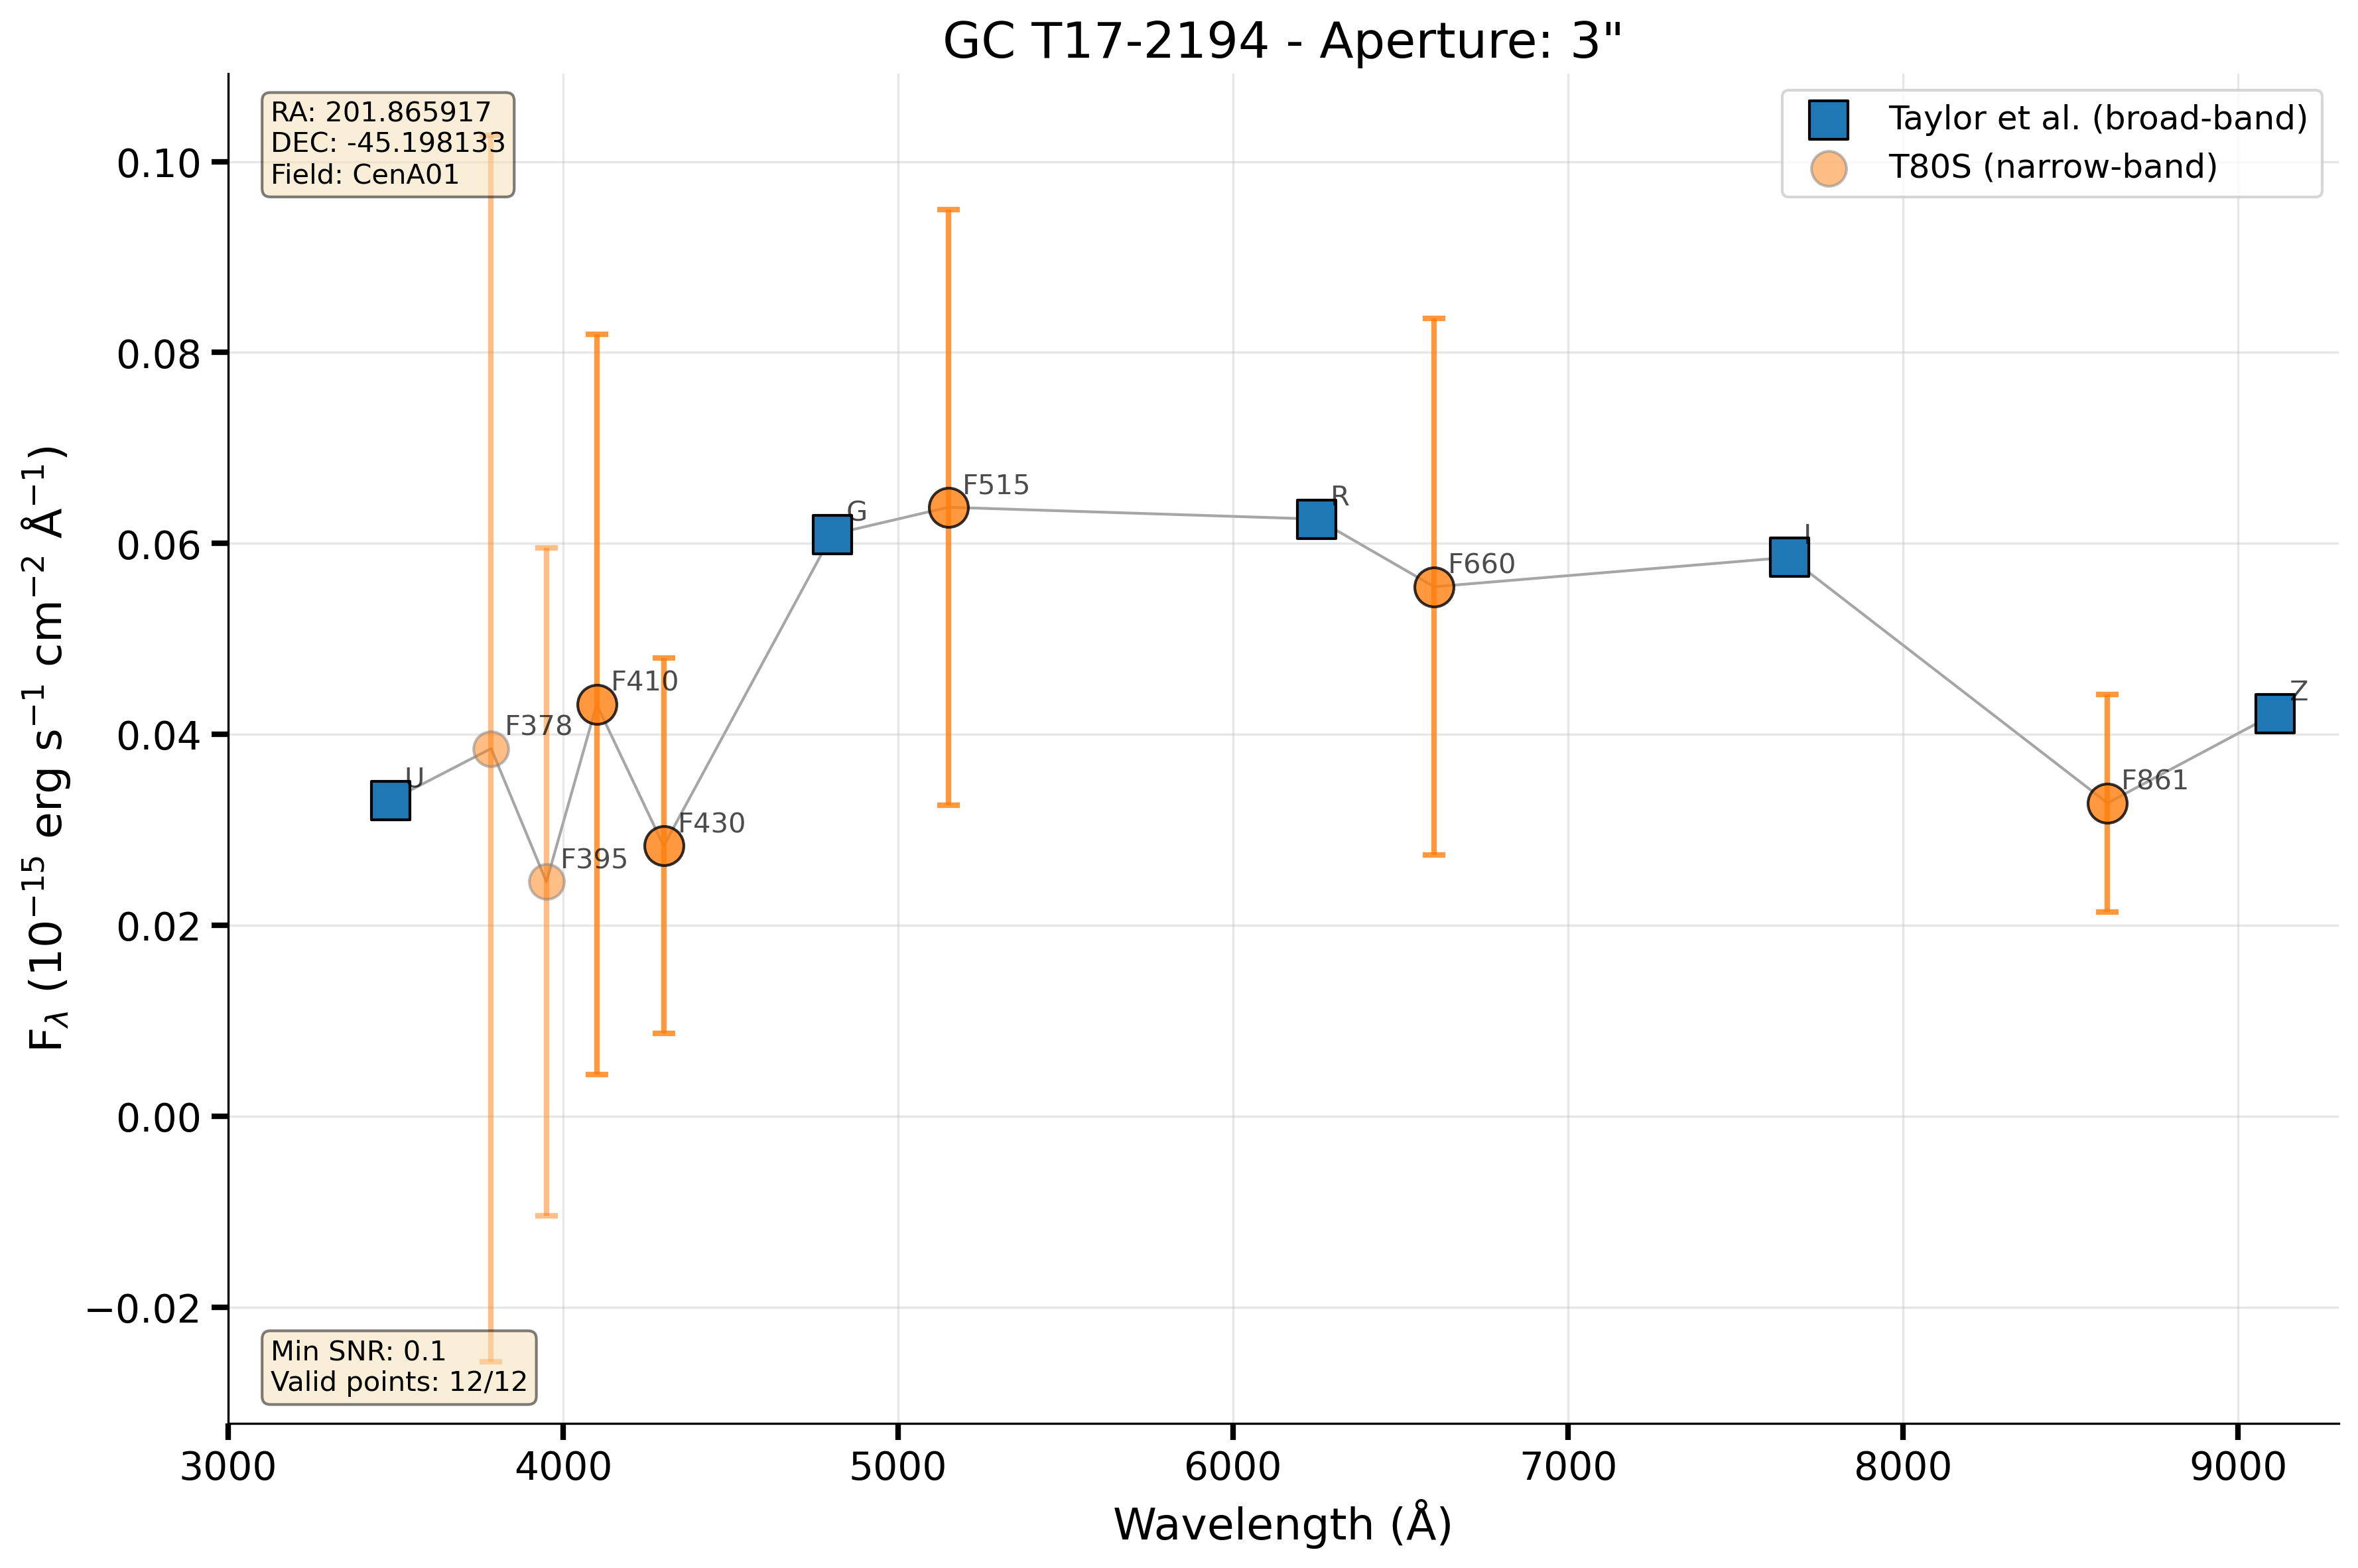 GC T17-2194 - Aperture: 3"
RA: 201.865917
DEC: -45.198133
Field: CenA01
Taylor et al. (broad-band)
T80S (narrow-band)
0.10
0.08
0.06
0.04
0.02
0.00
−0.02
F515
G
R
I
F660
F410
F378
Z
U
F861
F430
F395
Min SNR: 0.1
Valid points: 12/12
3000 4000 5000 6000 7000 8000 9000
Wavelength (Å)
Fλ (10⁻¹⁵ erg s⁻¹ cm⁻² Å⁻¹)